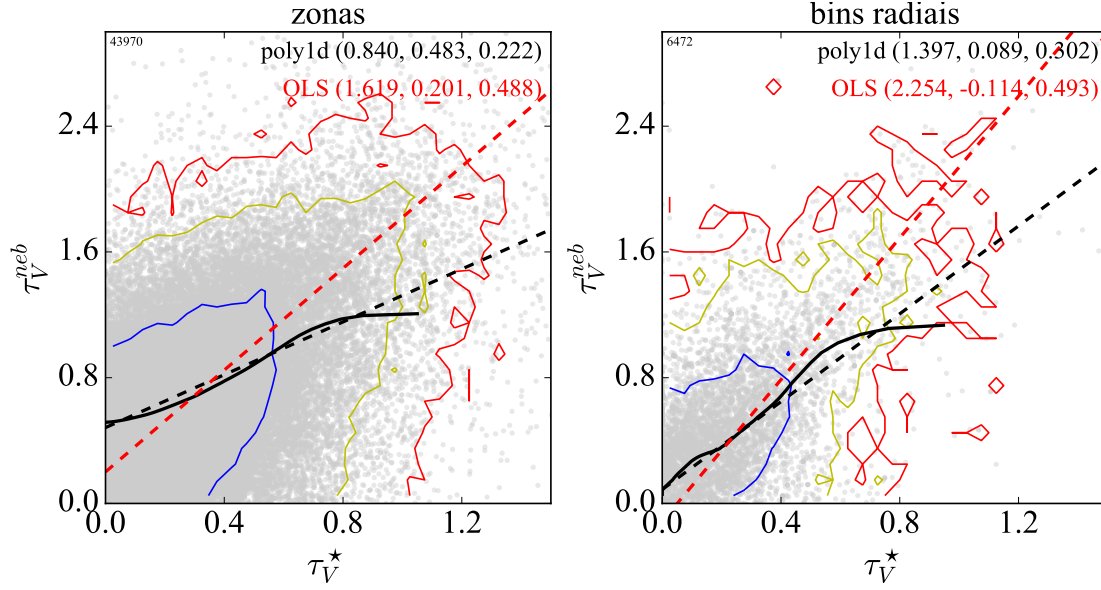 zonas
43970
poly1d (0.840, 0.483, 0.222)
OLS (1.619, 0.201, 0.488)
2.4
1.6
0.8
0.0
τ_V^neb
0.0 0.4 0.8 1.2
τ_V^★
bins radiais
6472
poly1d (1.397, 0.089, 0.302)
OLS (2.254, -0.114, 0.493)
2.4
1.6
0.8
0.0
τ_V^neb
0.0 0.4 0.8 1.2
τ_V^★